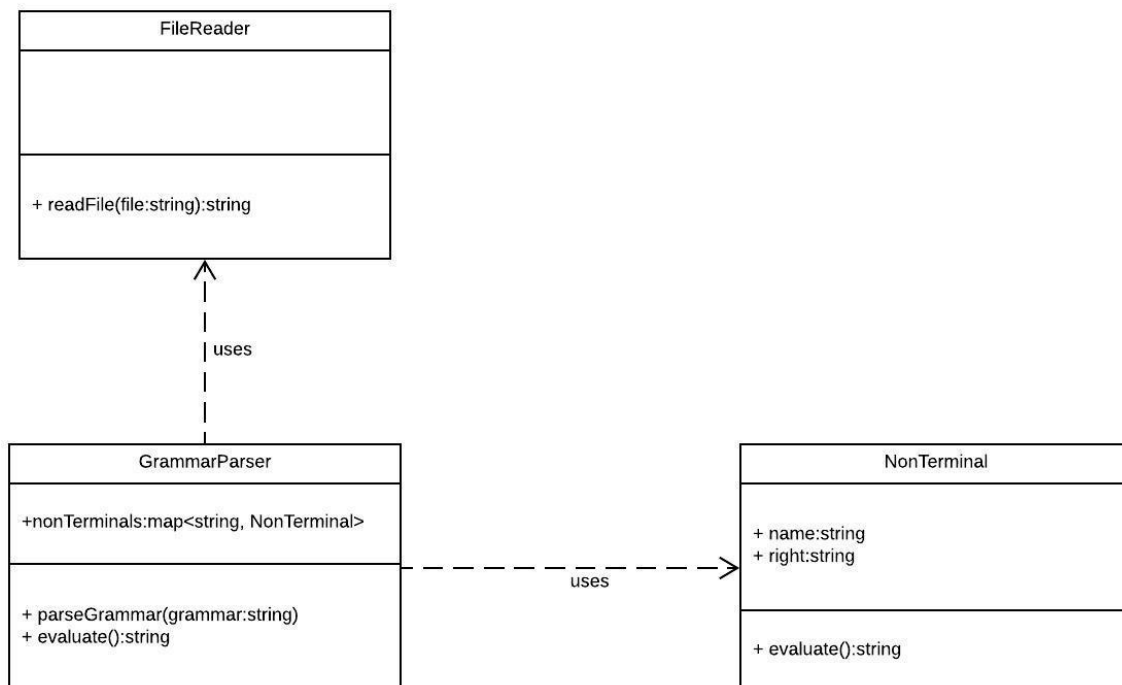 FileReader
+ readFile(file:string):string
uses
GrammarParser
+nonTerminals:map<string, NonTerminal>
+ parseGrammar(grammar:string)
+ evaluate():string
uses
NonTerminal
+ name:string
+ right:string
+ evaluate():string